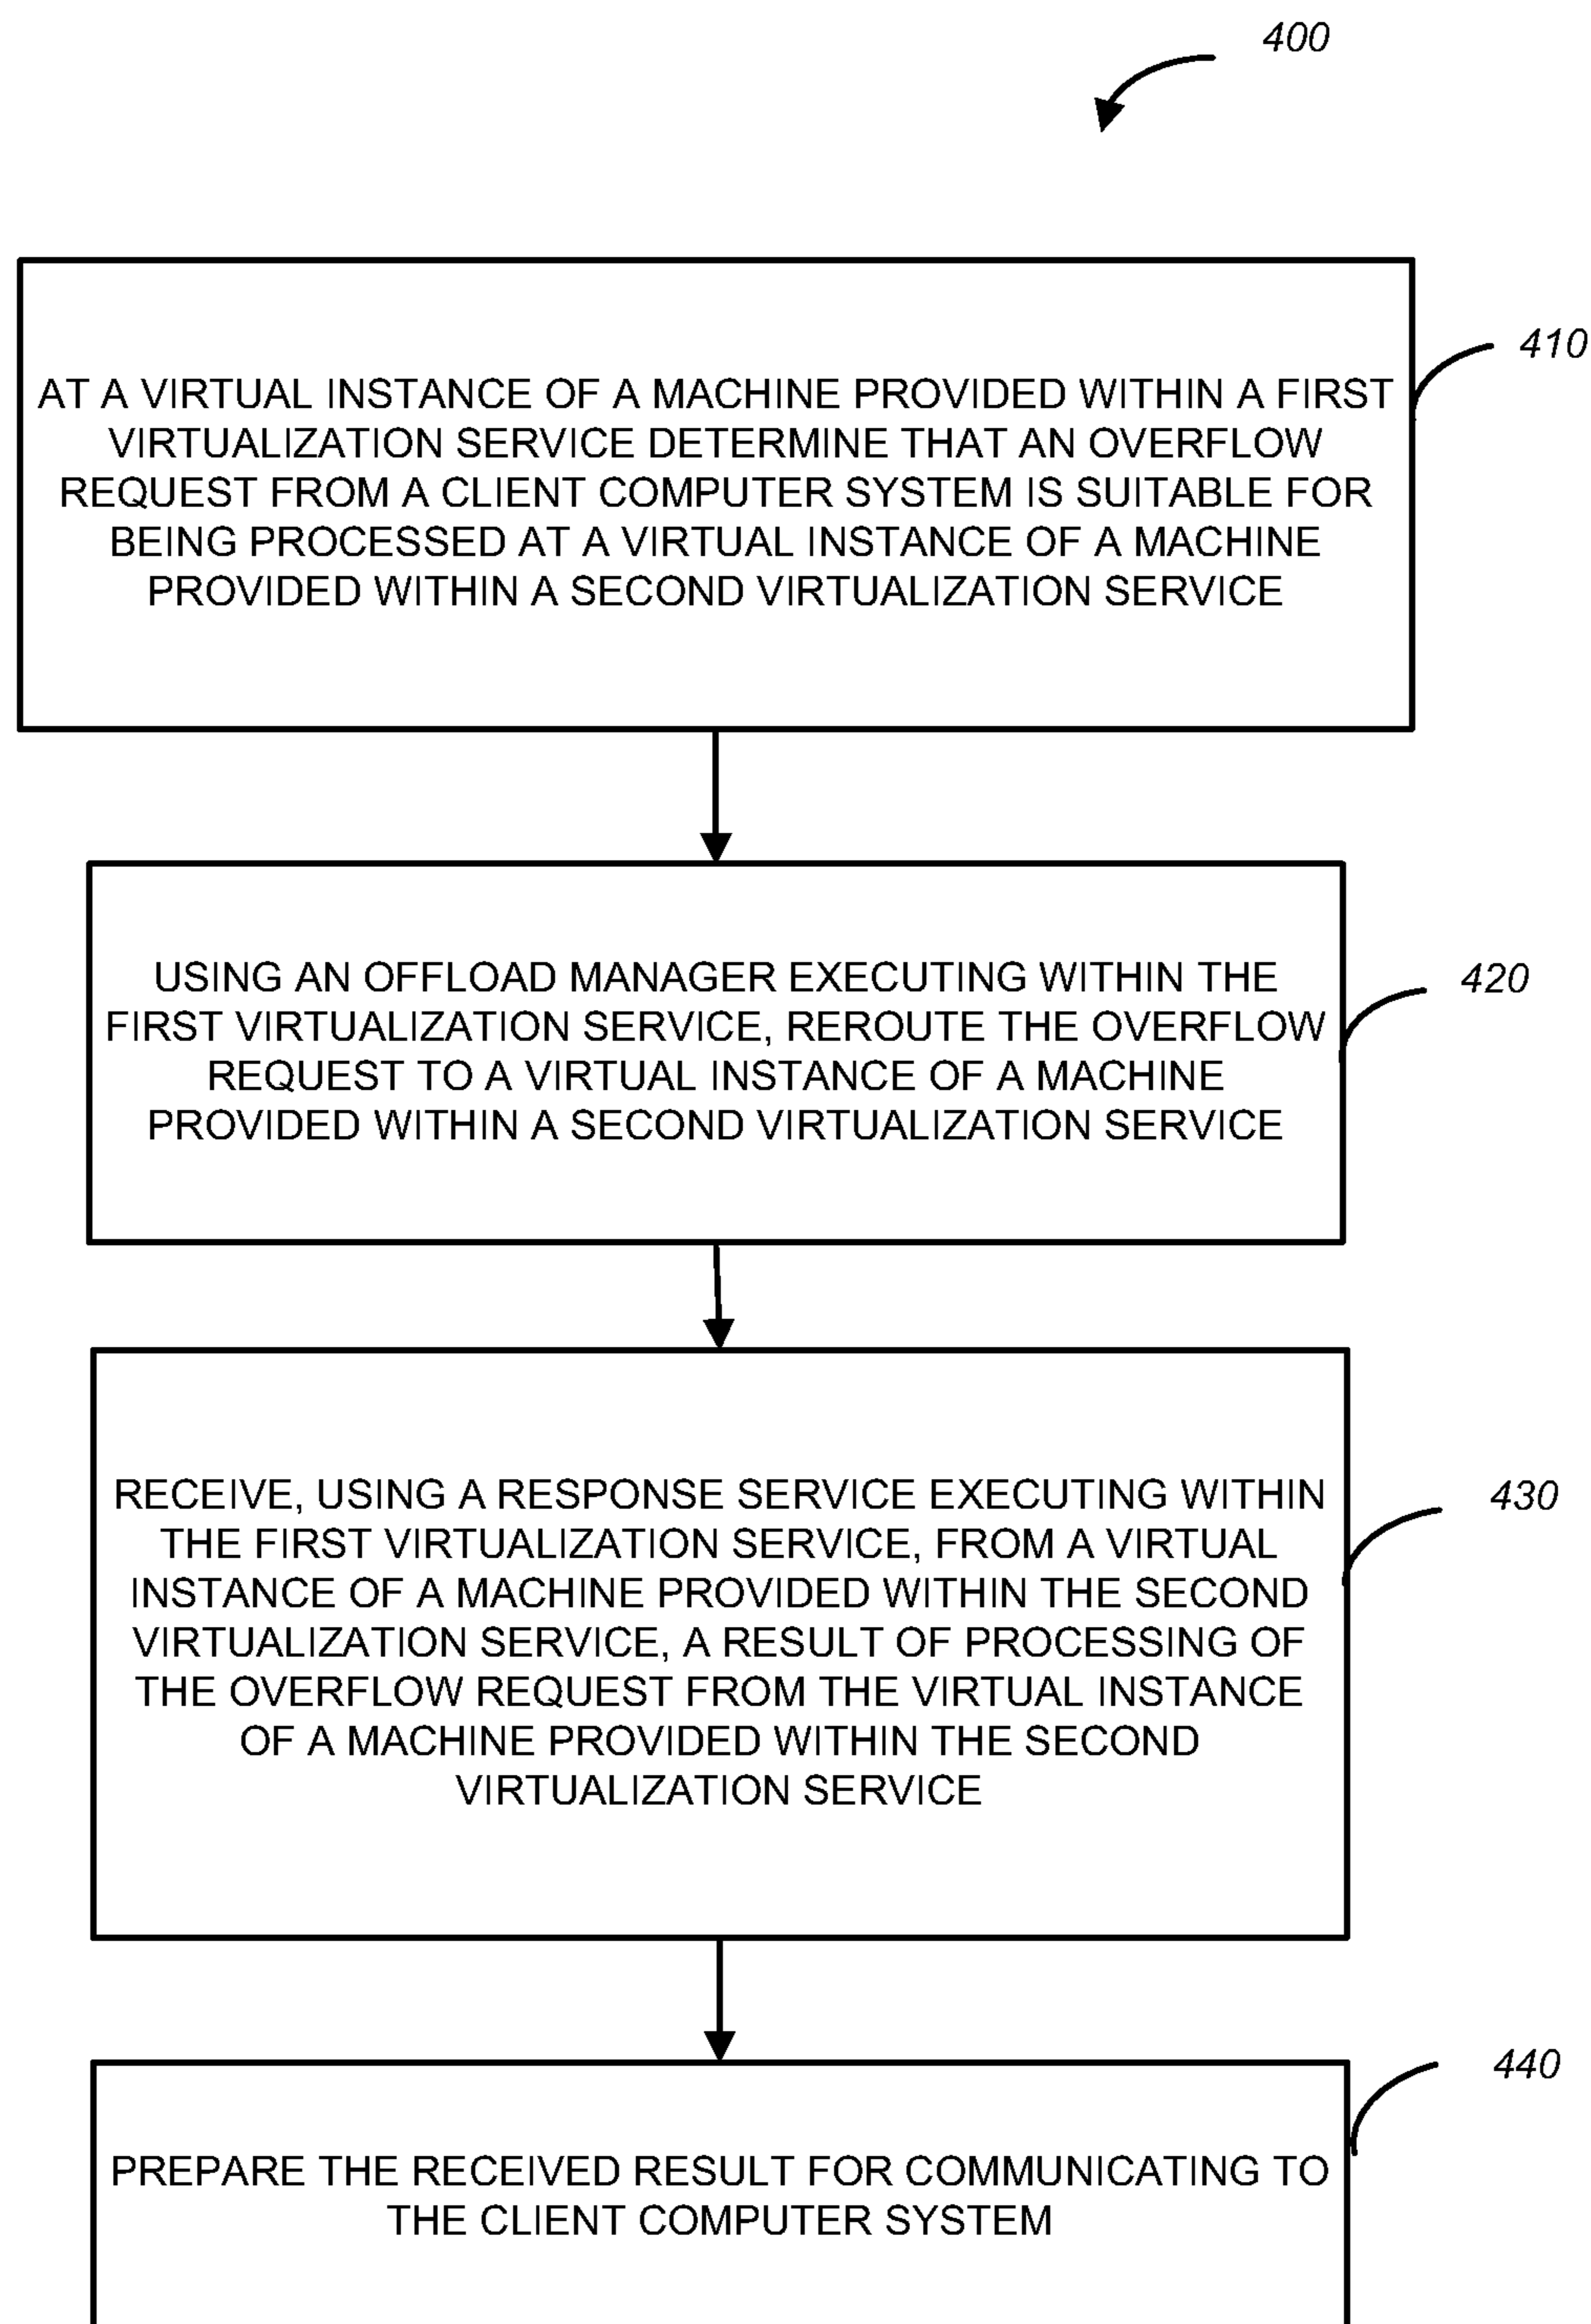 400
410
AT A VIRTUAL INSTANCE OF A MACHINE PROVIDED WITHIN A FIRST
VIRTUALIZATION SERVICE DETERMINE THAT AN OVERFLOW
REQUEST FROM A CLIENT COMPUTER SYSTEM IS SUITABLE FOR
BEING PROCESSED AT A VIRTUAL INSTANCE OF A MACHINE
PROVIDED WITHIN A SECOND VIRTUALIZATION SERVICE
420
USING AN OFFLOAD MANAGER EXECUTING WITHIN THE
FIRST VIRTUALIZATION SERVICE, REROUTE THE OVERFLOW
REQUEST TO A VIRTUAL INSTANCE OF A MACHINE
PROVIDED WITHIN A SECOND VIRTUALIZATION SERVICE
430
RECEIVE, USING A RESPONSE SERVICE EXECUTING WITHIN
THE FIRST VIRTUALIZATION SERVICE, FROM A VIRTUAL
INSTANCE OF A MACHINE PROVIDED WITHIN THE SECOND
VIRTUALIZATION SERVICE, A RESULT OF PROCESSING OF
THE OVERFLOW REQUEST FROM THE VIRTUAL INSTANCE
OF A MACHINE PROVIDED WITHIN THE SECOND
VIRTUALIZATION SERVICE
440
PREPARE THE RECEIVED RESULT FOR COMMUNICATING TO
THE CLIENT COMPUTER SYSTEM